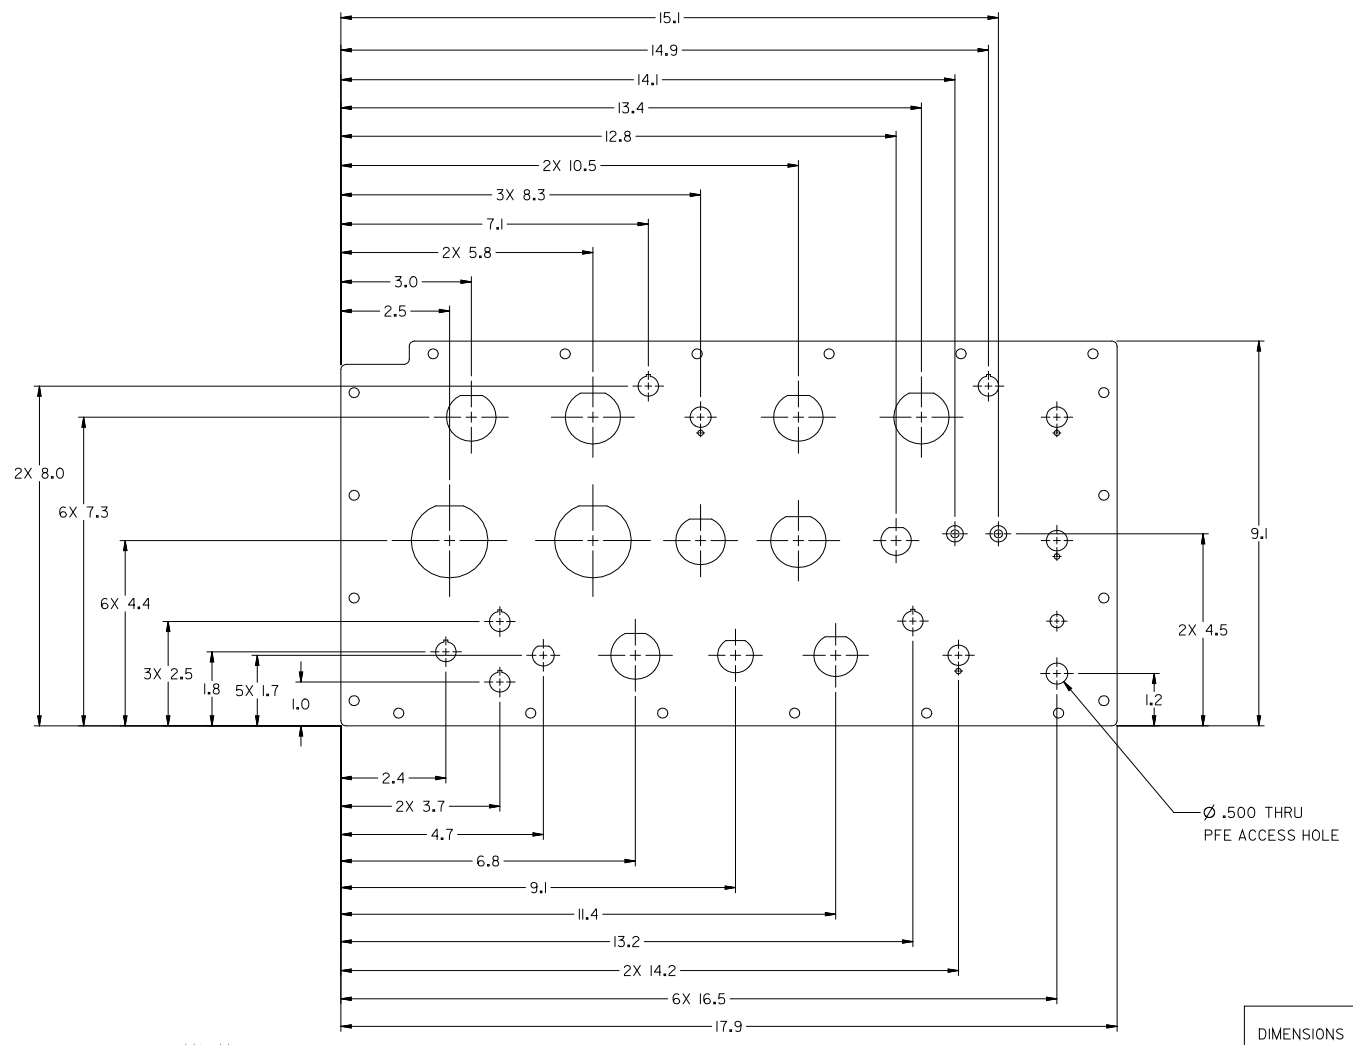 15.1
14.9
14.1
13.4
12.8
2X 10.5
3X 8.3
7.1
2X 5.8
3.0
2.5
2X 8.0
6X 7.3
6X 4.4
3X 2.5
1.8
5X 1.7
1.0
9.1
2X 4.5
1.2
2.4
2X 3.7
4.7
6.8
9.1
11.4
13.2
2X 14.2
6X 16.5
17.9
Ø .500 THRU
PFE ACCESS HOLE
DIMENSIONS